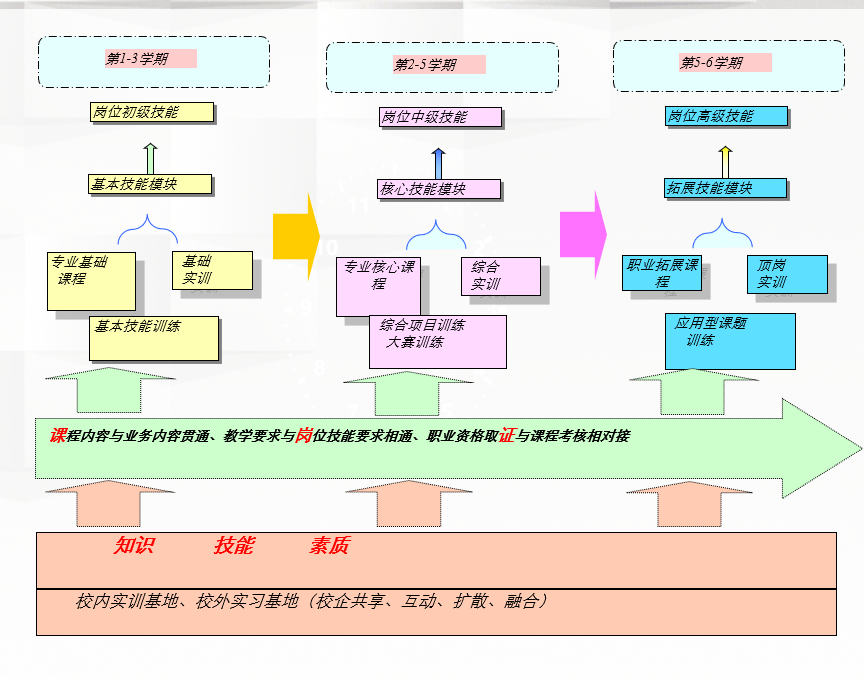 第1-3学期
第2-5学期
第5-6学期
岗位初级技能
岗位中级技能
岗位高级技能
基本技能模块
核心技能模块
拓展技能模块
专业基础
课程
基础
实训
专业核心课
程
综合
实训
职业拓展课
程
顶岗
实训
基本技能训练
综合项目训练
大赛训练
应用型课题
训练
课程内容与业务内容贯通、教学要求与岗位技能要求相通、职业资格取证与课程考核相对接
知识 技能 素质
校内实训基地、校外实习基地（校企共享、互动、扩散、融合）